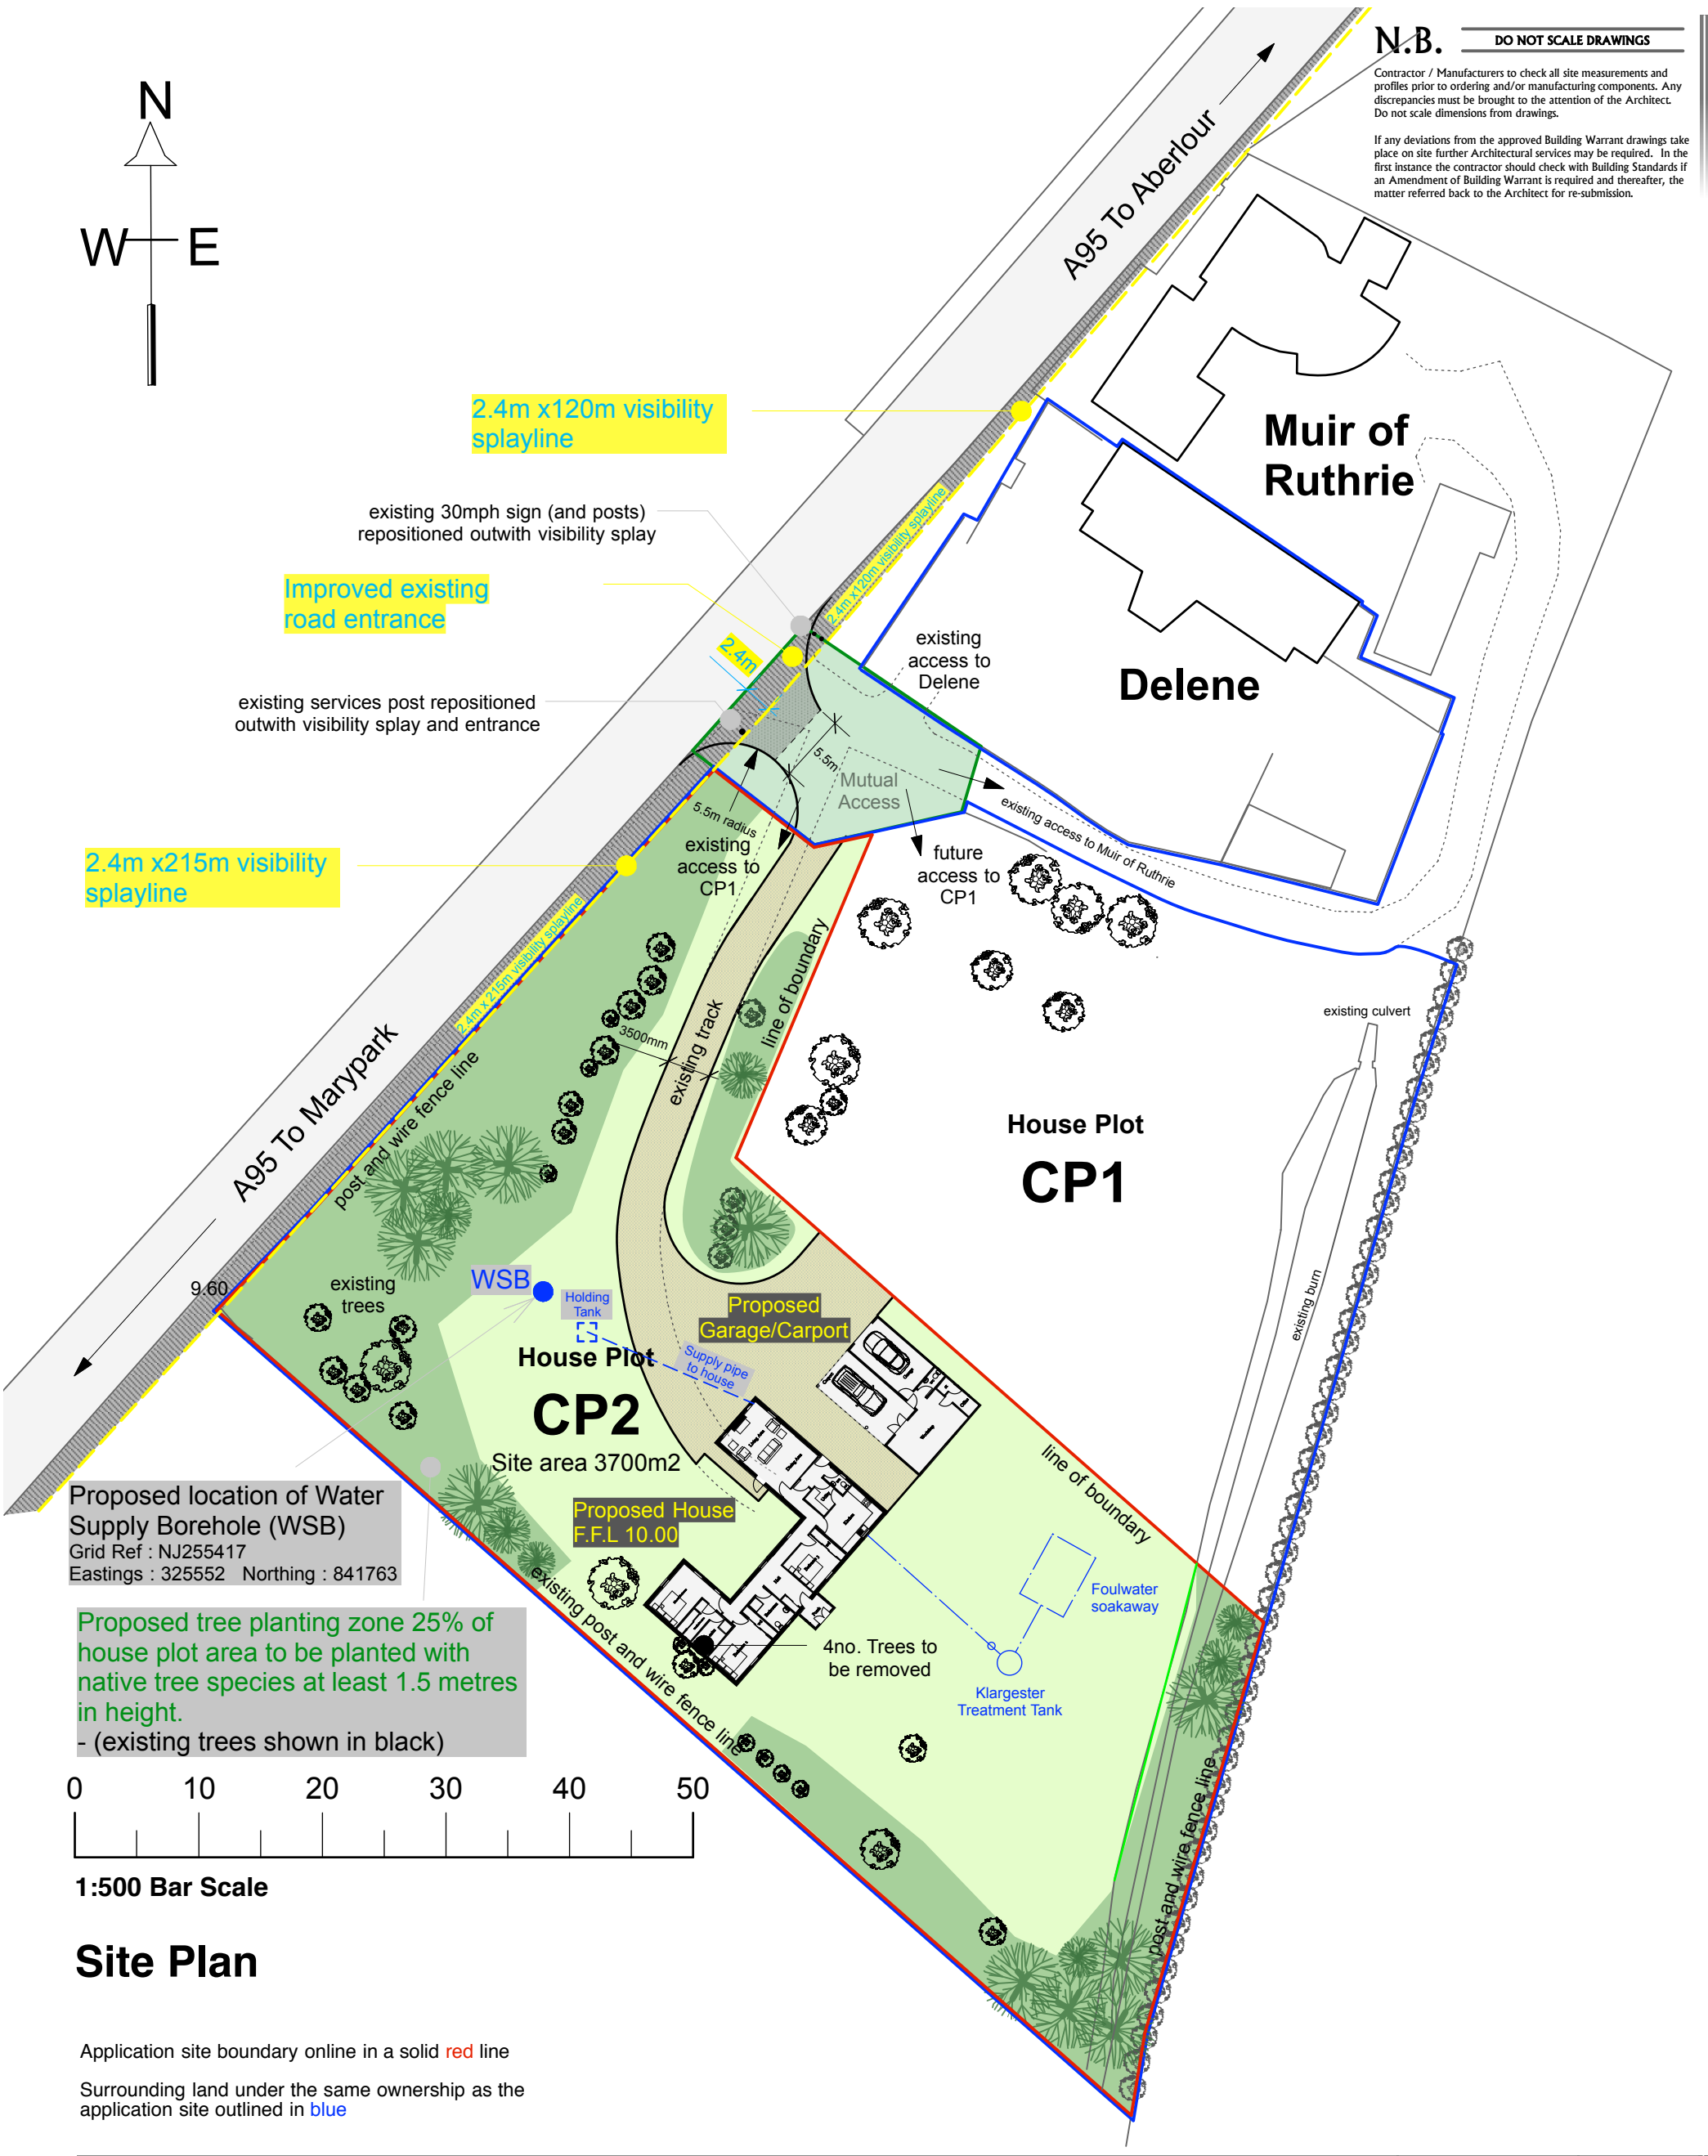 N.B.
DO NOT SCALE DRAWINGS
Contractor / Manufacturers to check all site measurements and
profiles prior to ordering and/or manufacturing components. Any
discrepancies must be brought to the attention of the Architect.
Do not scale dimensions from drawings.
If any deviations from the approved Building Warrant drawings take
place on site further Architectural services may be required. In the
first instance the contractor should check with Building Standards if
an Amendment of Building Warrant is required and thereafter, the
matter referred back to the Architect for re-submission.
N
W E
A95 To Aberlour
2.4m x120m visibility
splayline
Muir of
Ruthrie
existing 30mph sign (and posts)
repositioned outwith visibility splay
2.4m x120m visibility splayline
Improved existing
road entrance
2.4m
existing
access to
Delene
Delene
existing services post repositioned
outwith visibility splay and entrance
5.5m
Mutual
Access
5.5m radius
existing access to Muir of Ruthrie
existing
access to
CP1
future
access to
CP1
2.4m x215m visibility
splayline
2.4m x 215m visibility splayline
line of boundary
existing track
3500mm
existing culvert
A95 To Marypark
post and wire fence line
House Plot
CP1
9.60
existing
trees
WSB
Holding
Tank
Supply pipe
to house
Proposed
Garage/Carport
existing burn
House Plot
CP2
Site area 3700m2
Workshop
Living Area
Dining Area
Kitchen
line of boundary
Proposed location of Water
Supply Borehole (WSB)
Grid Ref : NJ255417
Eastings : 325552 Northing : 841763
Proposed House
F.F.L 10.00
Foulwater
soakaway
existing post and wire fence line
4no. Trees to
be removed
Klargester
Treatment Tank
Proposed tree planting zone 25% of
house plot area to be planted with
native tree species at least 1.5 metres
in height.
- (existing trees shown in black)
post and wire fence line
0 10 20 30 40 50
1:500 Bar Scale
Site Plan
Application site boundary online in a solid red line
Surrounding land under the same ownership as the
application site outlined in blue